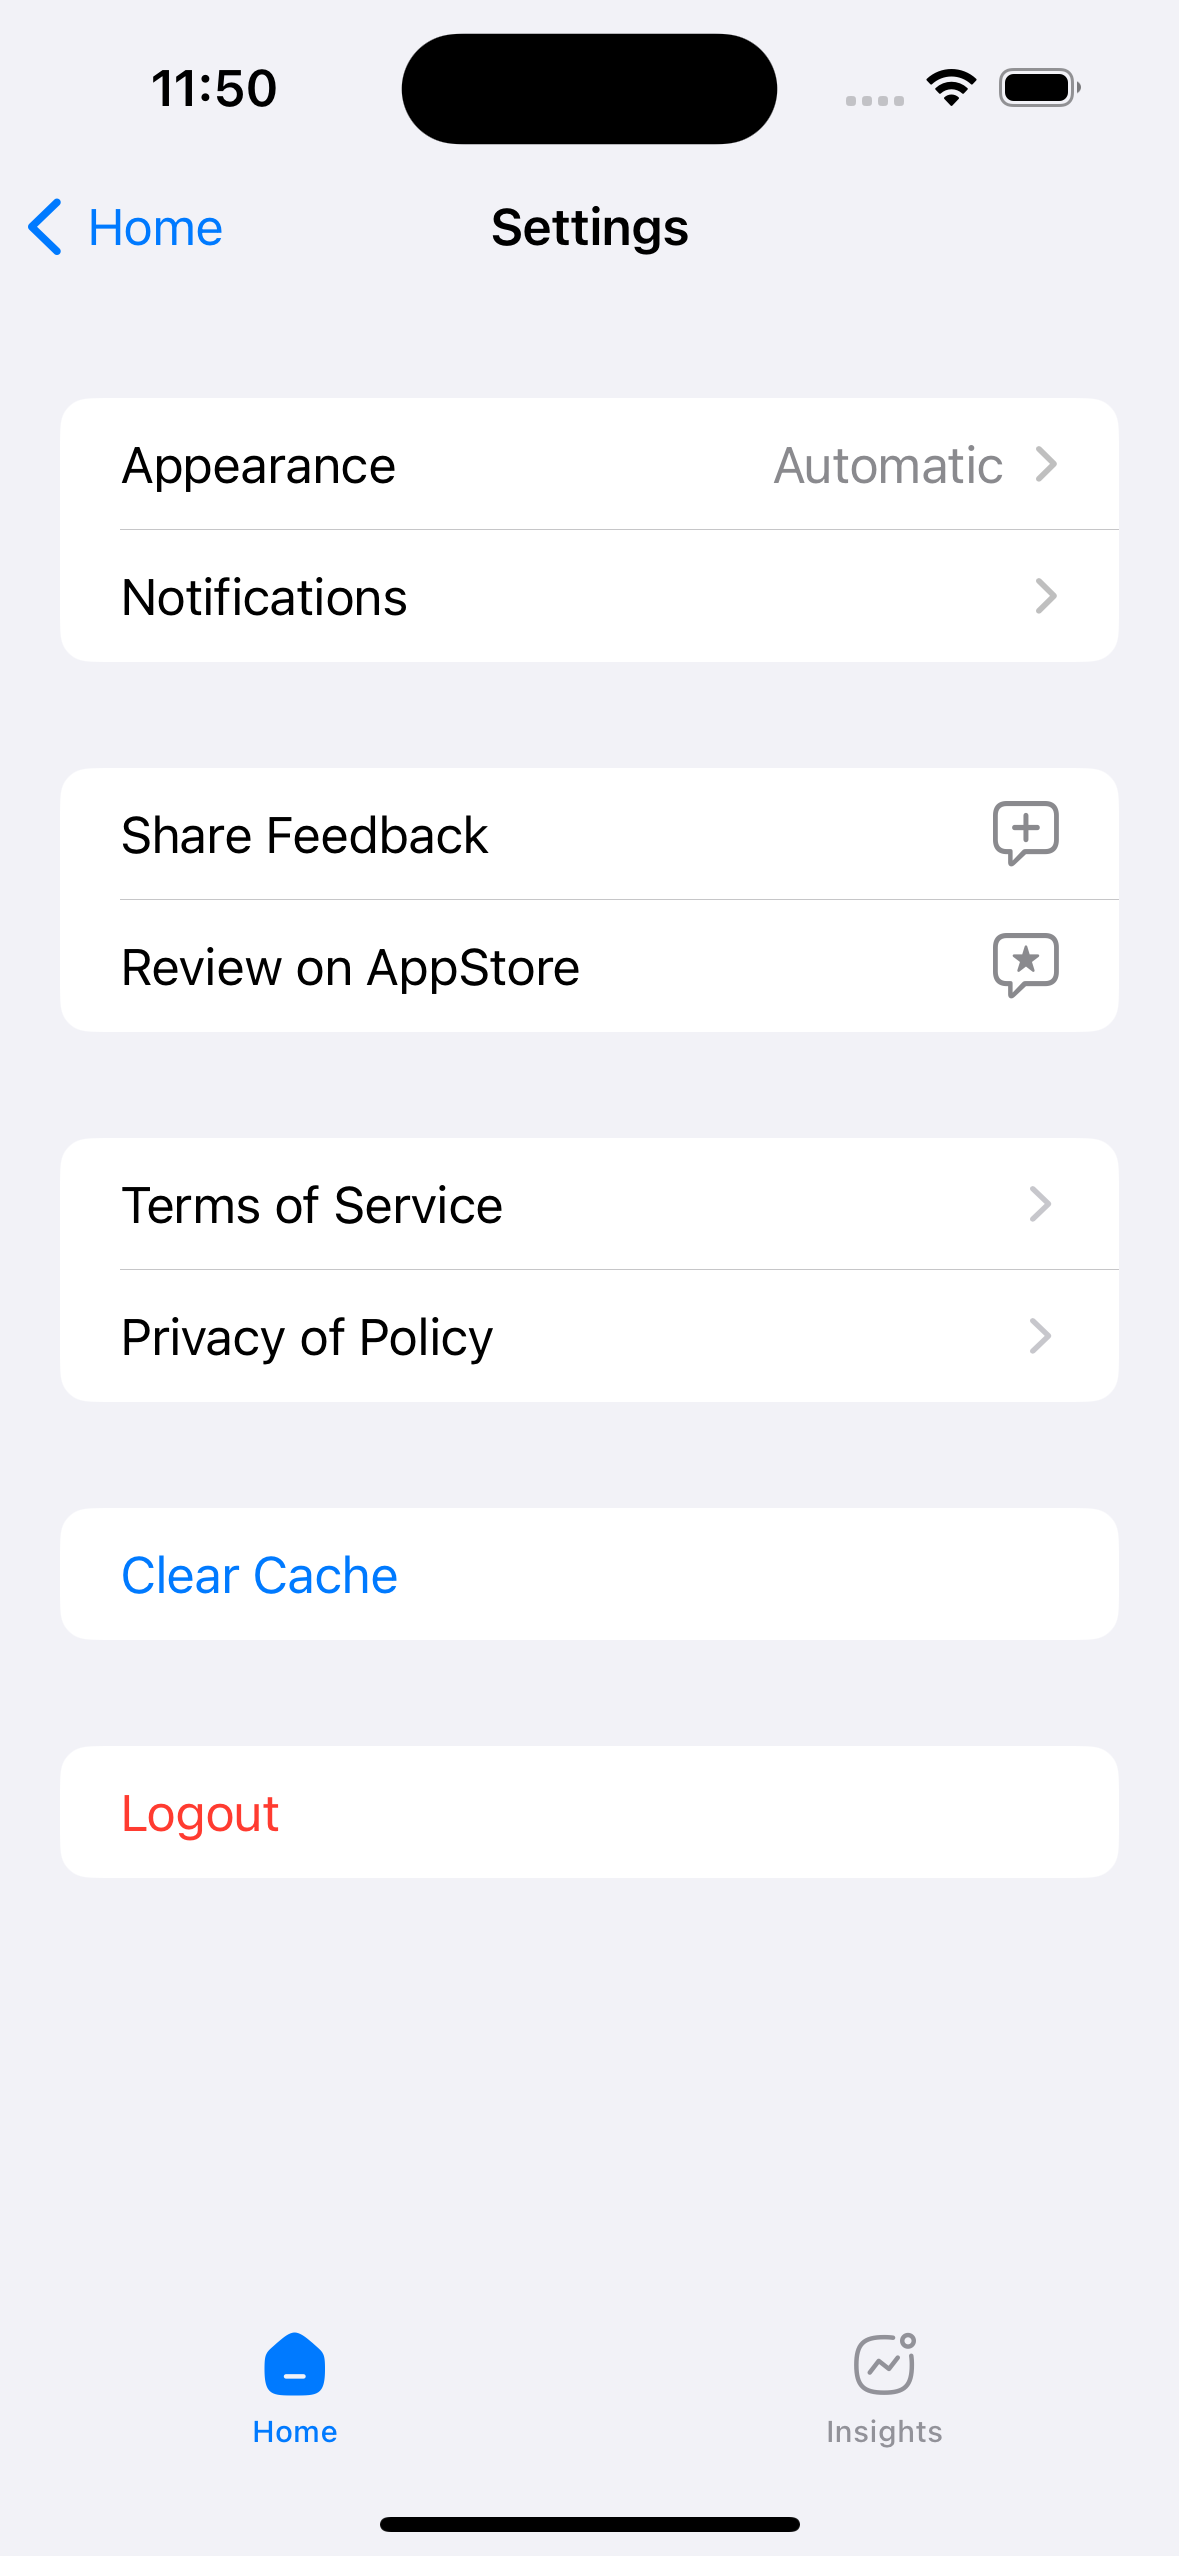 11:50
Home
Settings
Appearance
Automatic
Notifications
Share Feedback
Review on AppStore
Terms of Service
Privacy of Policy
Clear Cache
Logout
Home
Insights